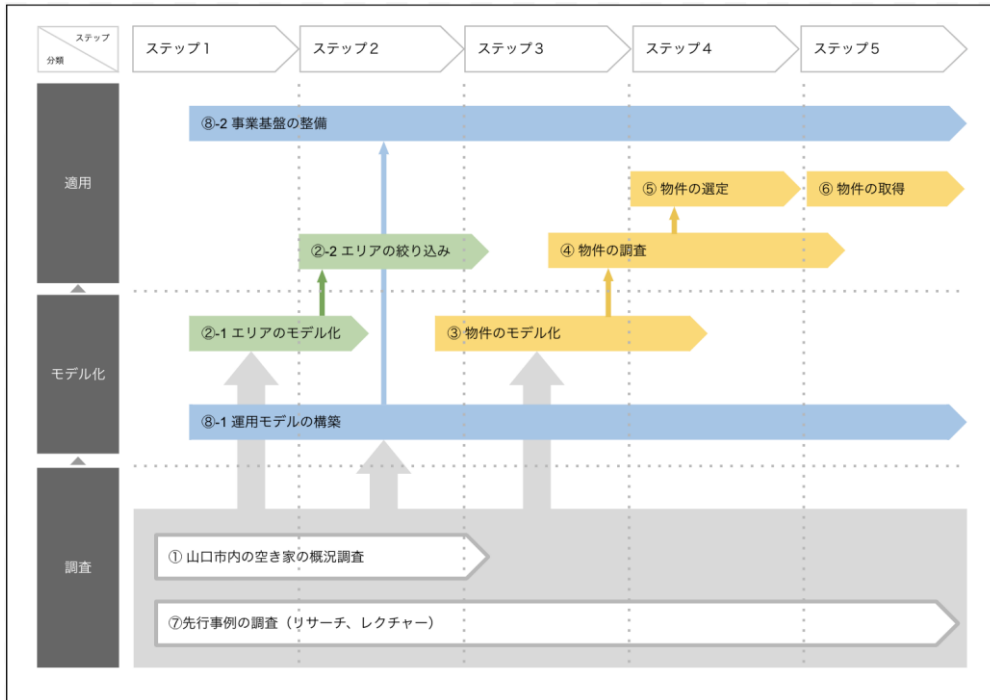 ステップ
分類
ステップ1
ステップ2
ステップ3
ステップ4
ステップ5
適用
⑧-2 事業基盤の整備
⑤ 物件の選定
⑥ 物件の取得
②-2 エリアの絞り込み
④ 物件の調査
モデル化
②-1 エリアのモデル化
③ 物件のモデル化
⑧-1 運用モデルの構築
調査
① 山口市内の空き家の概況調査
⑦先行事例の調査（リサーチ、レクチャー）